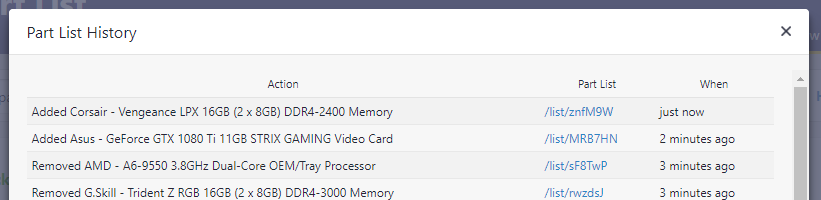 Part List History ×
Action Part List When
Added Corsair - Vengeance LPX 16GB (2 x 8GB) DDR4-2400 Memory /list/znfM9W just now
Added Asus - GeForce GTX 1080 Ti 11GB STRIX GAMING Video Card /list/MRB7HN 2 minutes ago
Removed AMD - A6-9550 3.8GHz Dual-Core OEM/Tray Processor /list/sF8TwP 3 minutes ago
Removed G.Skill - Trident Z RGB 16GB (2 x 8GB) DDR4-3000 Memory /list/rwzdsJ 3 minutes ago